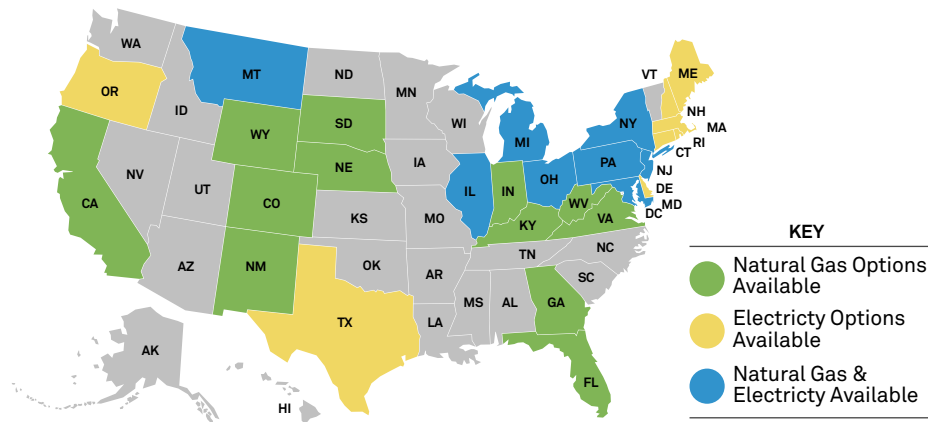 WA
MT
ND
MN
VT
ME
OR
ID
WI
NH
MA
SD
NY
WY
MI
RI
CT
IA
PA
NE
NJ
NV
OH
IL
IN
DE
UT
MD
CA
CO
WV
DC
KS
MO
VA
KY
KEY
NC
TN
AZ
NM
OK
AR
SC
Natural Gas Options
Available
MS
AL
GA
LA
TX
Electricity Options
Available
AK
FL
Natural Gas &
Electricity Available
HI